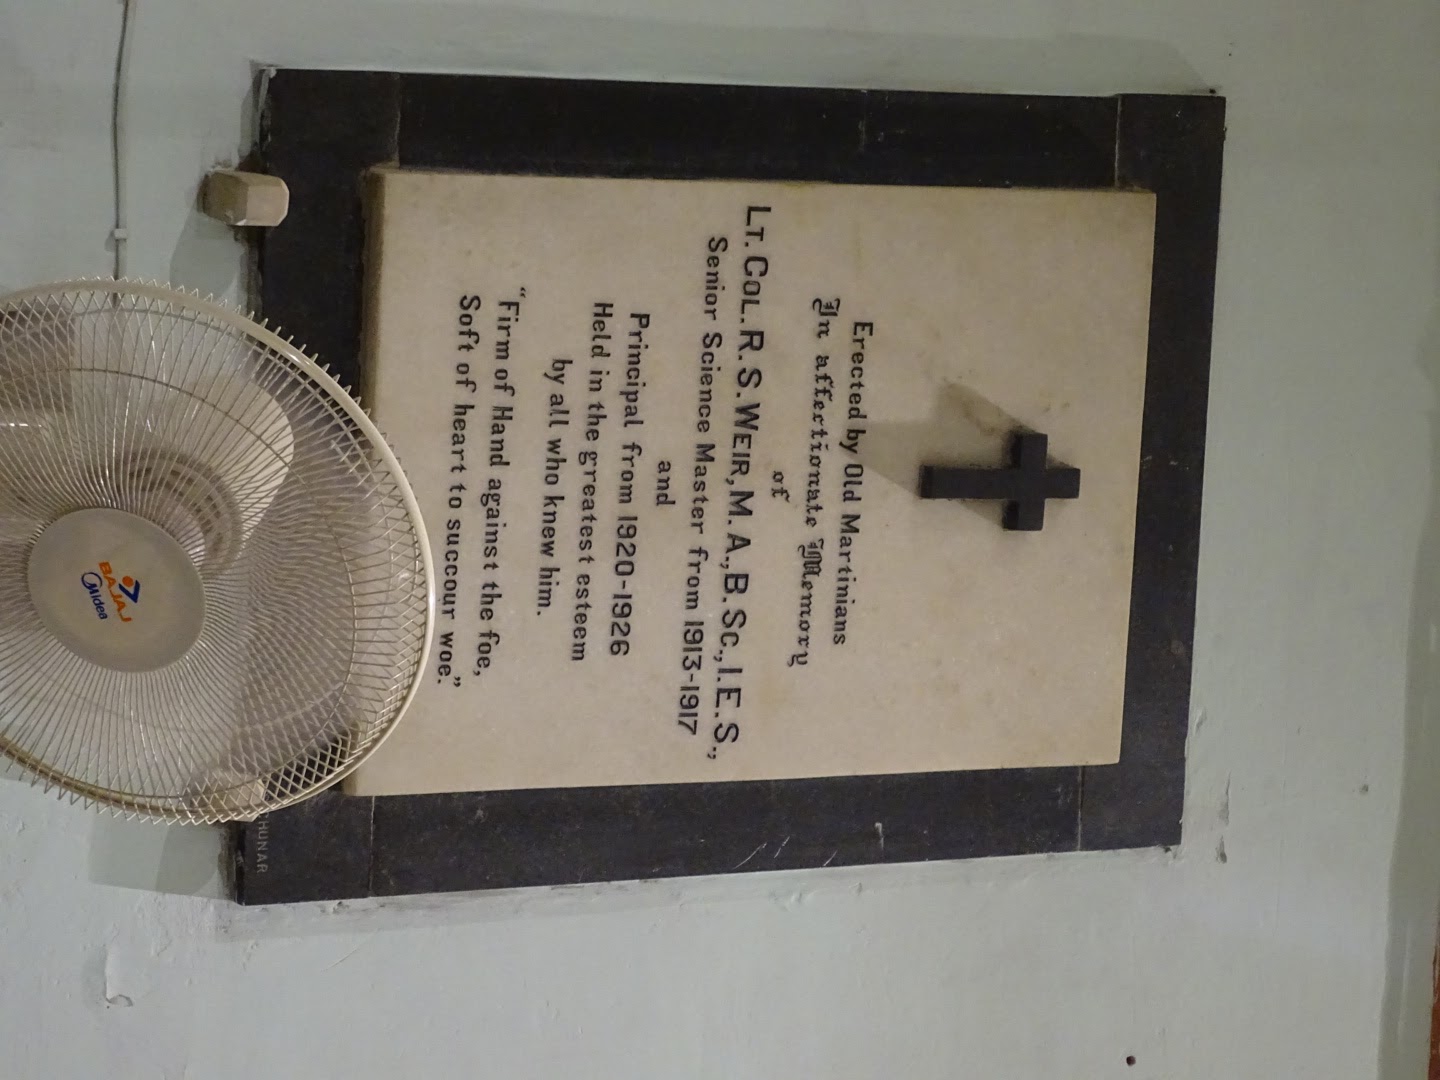 Erected by Old Martinians
In affectionate Memory
of
LT. COL. R. S. WEIR, M. A., B. SC., I. E. S.,
Senior Science Master from 1913-1917
and
Principal from 1920-1926
Held in the greatest esteem
by all who knew him.
“Firm of Hand against the foe,
Soft of heart to succour woe.”
HUNAR
BAJAJ
Midea